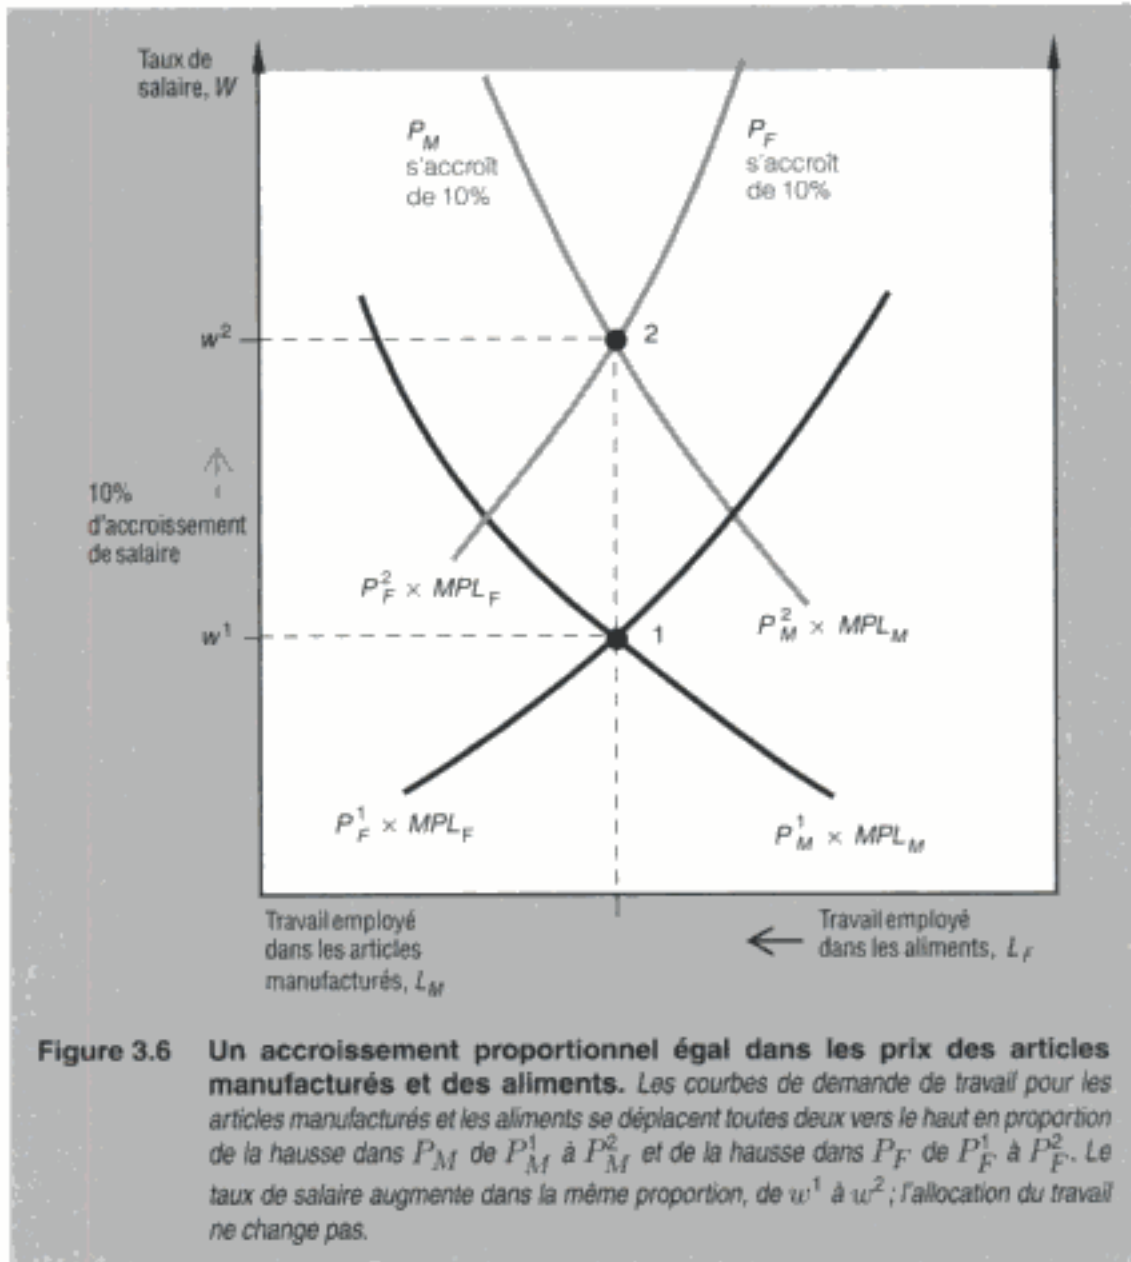 Taux de
salaire, W
P_M
s'accroît
de 10%
P_F
s'accroît
de 10%
w²
2
10%
d'accroissement
de salaire
P²_F × MPL_F
P²_M × MPL_M
w¹
1
P¹_F × MPL_F
P¹_M × MPL_M
Travail employé
dans les articles
manufacturés, L_M
Travail employé
dans les aliments, L_F
Figure 3.6 Un accroissement proportionnel égal dans les prix des articles
manufacturés et des aliments. Les courbes de demande de travail pour les
articles manufacturés et les aliments se déplacent toutes deux vers le haut en proportion
de la hausse dans P_M de P¹_M à P²_M et de la hausse dans P_F de P¹_F à P²_F. Le
taux de salaire augmente dans la même proportion, de w¹ à w² ; l'allocation du travail
ne change pas.